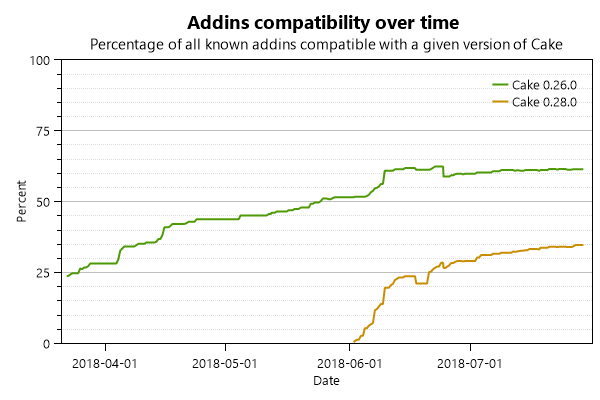 Addins compatibility over time
Percentage of all known addins compatible with a given version of Cake
100
Cake 0.26.0
Cake 0.28.0
75
Percent
50
25
0
2018-04-01 2018-05-01 2018-06-01 2018-07-01
Date